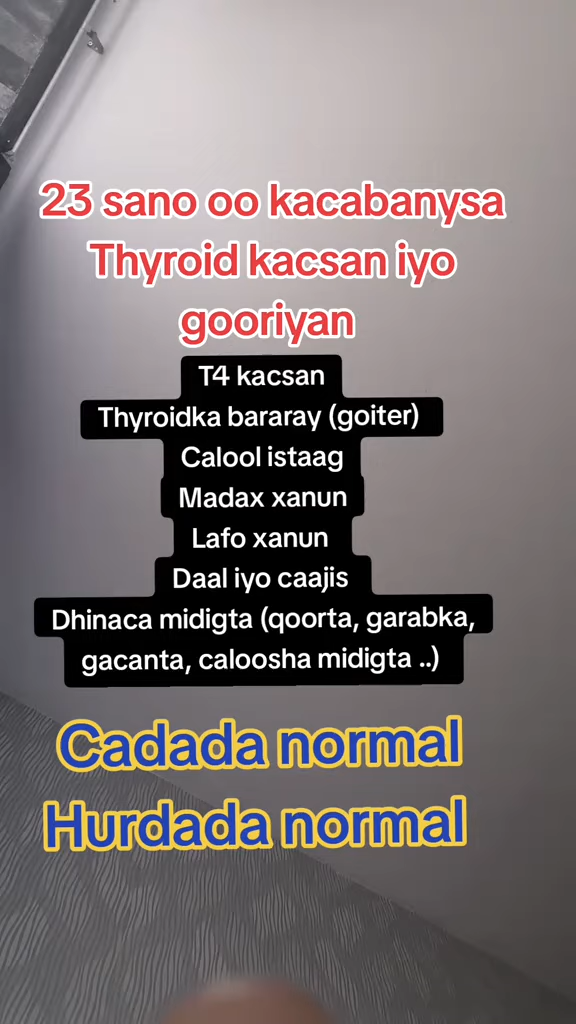 23 sano oo kacabanysa
Thyroid kacsan iyo
gooriyan
T4 kacsan
Thyroidka bararay (goiter)
Calool istaag
Madax xanun
Lafo xanun
Daal iyo caajis
Dhinaca midigta (qoorta, garabka,
gacanta, caloosha midigta ..)
Cadada normal
Hurdada normal